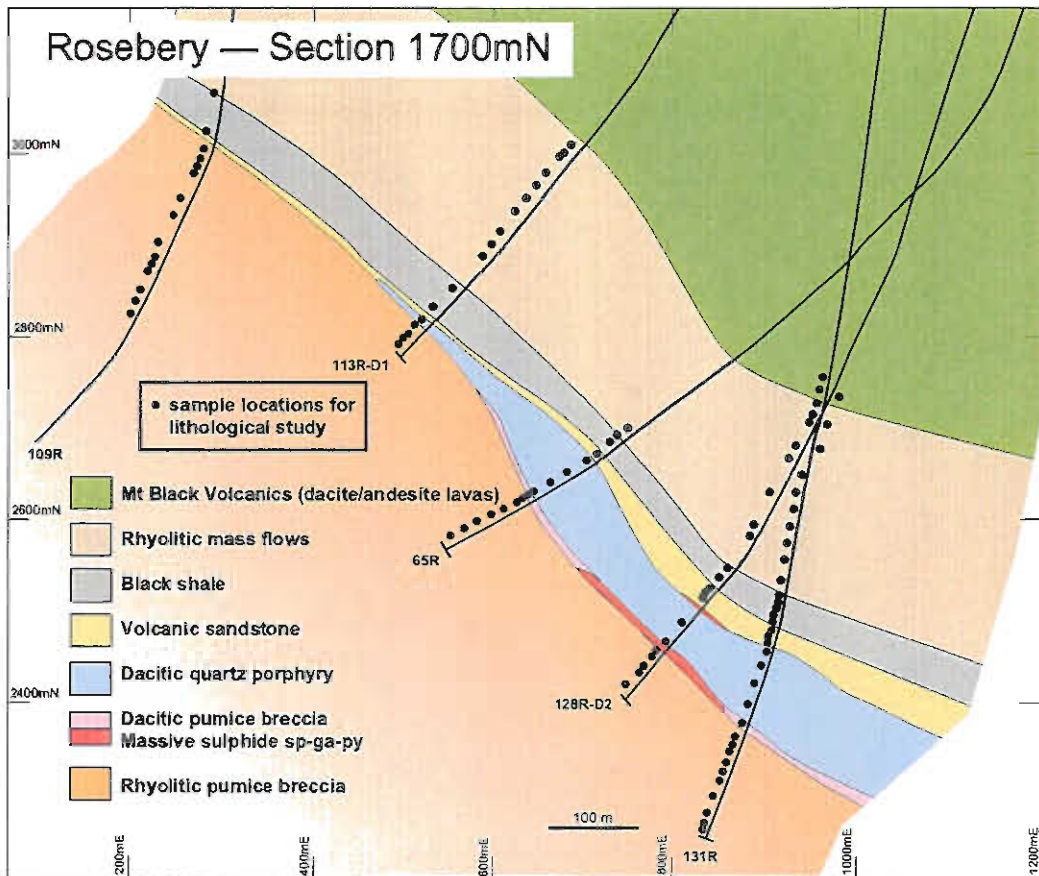 Rosebery — Section 1700mN
3000mN
2800mN
113R-D1
sample locations for
lithological study
109R
Mt Black Volcanics (dacite/andesite lavas)
2600mN
Rhyolitic mass flows
65R
Black shale
Volcanic sandstone
Dacitic quartz porphyry
2400mN
128R-D2
Dacitic pumice breccia
Massive sulphide sp-ga-py
Rhyolitic pumice breccia
100 m
131R
200mE
400mE
600mE
800mE
1000mE
1200mE